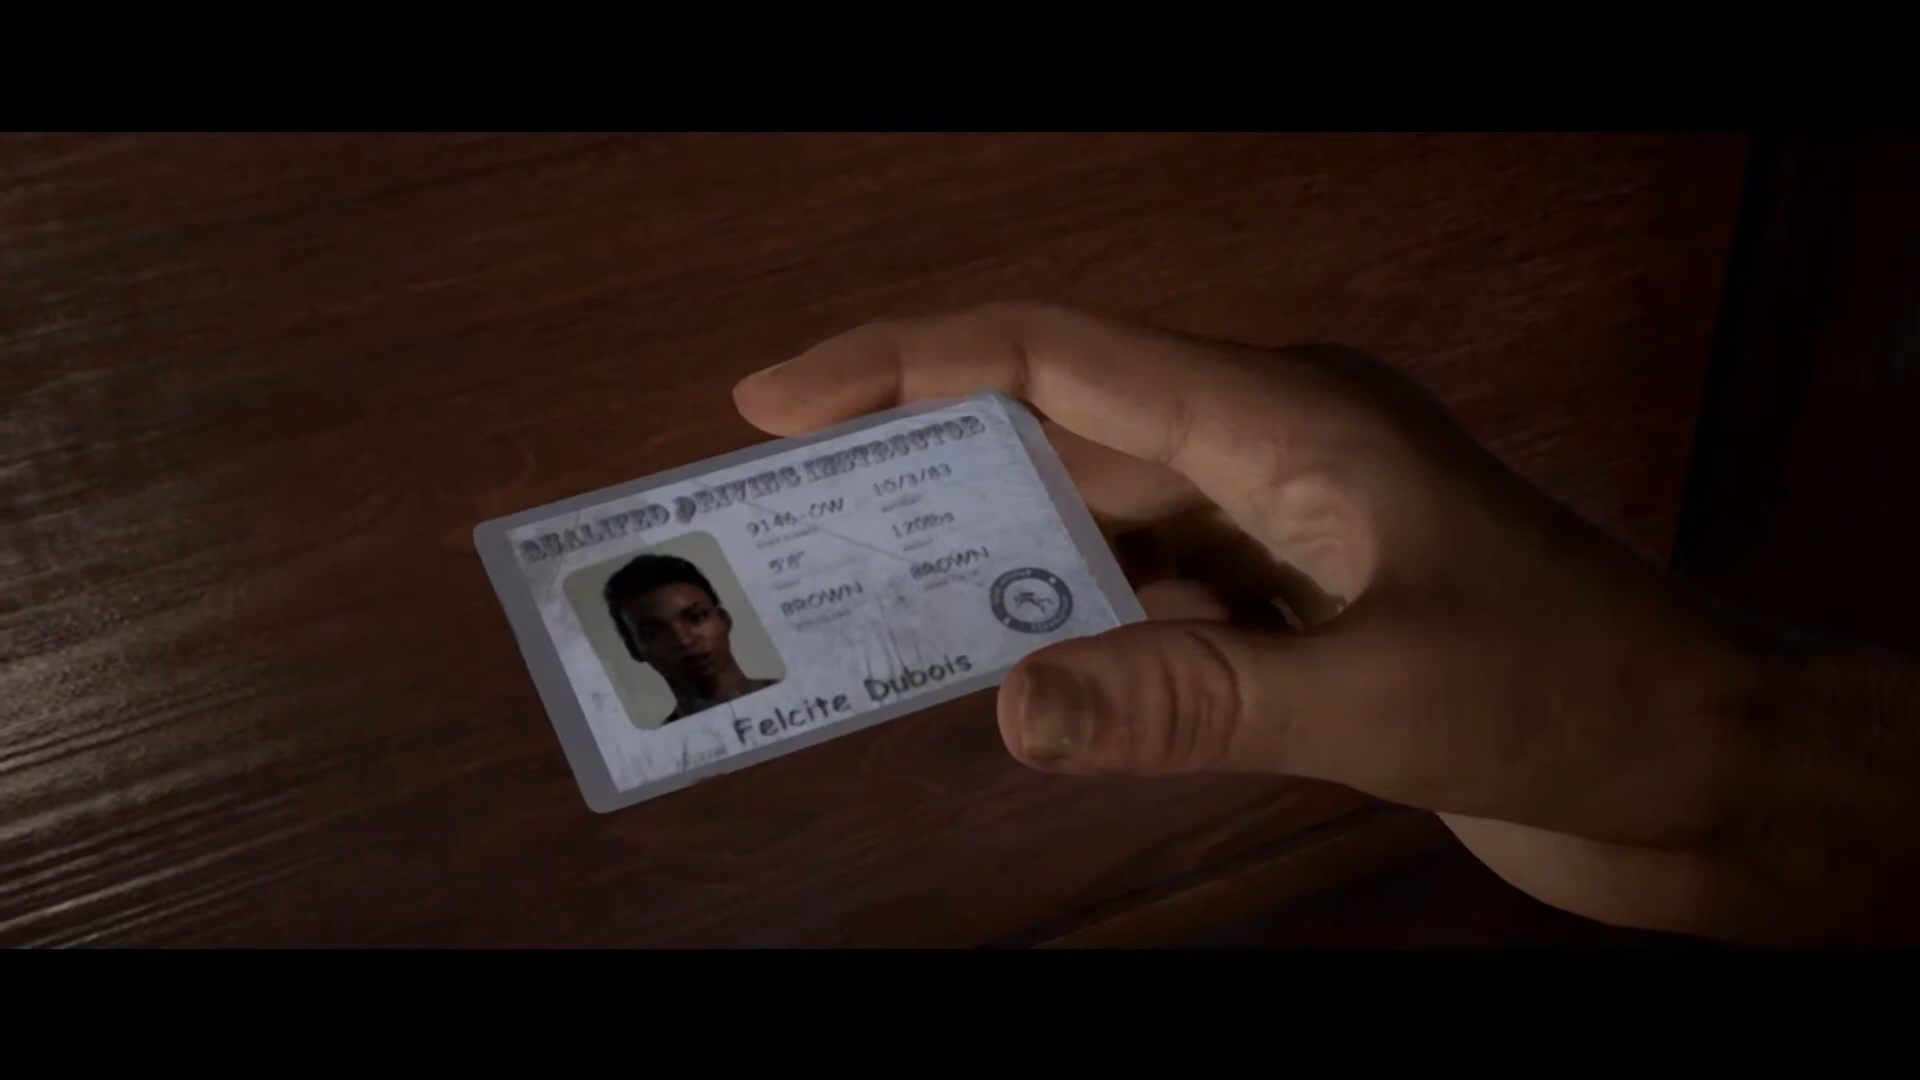 QUALIFED DRIVING INSTRUCTOR
9146-OW 10/3/83
5'8" 120lbs
BROWN BROWN
Felcite Dubois